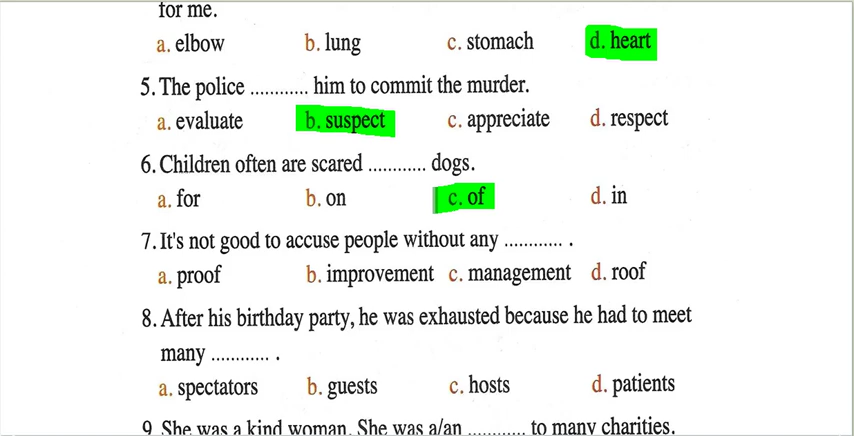 for me.
a. elbow b. lung c. stomach d. heart
5. The police ............ him to commit the murder.
a. evaluate b. suspect c. appreciate d. respect
6. Children often are scared ............ dogs.
a. for b. on c. of d. in
7. It's not good to accuse people without any ............ .
a. proof b. improvement c. management d. roof
8. After his birthday party, he was exhausted because he had to meet
many ............ .
a. spectators b. guests c. hosts d. patients
9 She was a kind woman. She was a/an ............ to many charities.